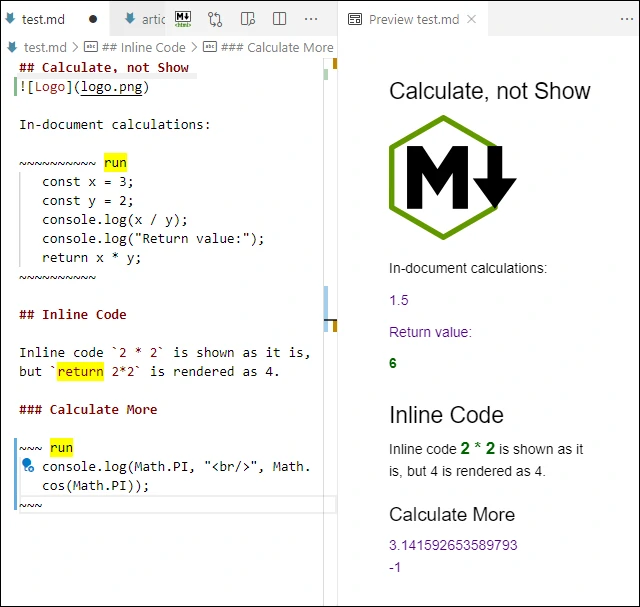 test.md
artic
Preview test.md
test.md > ## Inline Code > ### Calculate More
## Calculate, not Show
![Logo](logo.png)
In-document calculations:
~~~~~~~~~~ run
const x = 3;
const y = 2;
console.log(x / y);
console.log("Return value:");
return x * y;
~~~~~~~~~~
## Inline Code
Inline code `2 * 2` is shown as it is,
but `return 2*2` is rendered as 4.
### Calculate More
~~~ run
console.log(Math.PI, "<br/>", Math.
cos(Math.PI));
~~~
Calculate, not Show
M
In-document calculations:
1.5
Return value:
6
Inline Code
Inline code 2 * 2 is shown as it
is, but 4 is rendered as 4.
Calculate More
3.141592653589793
-1